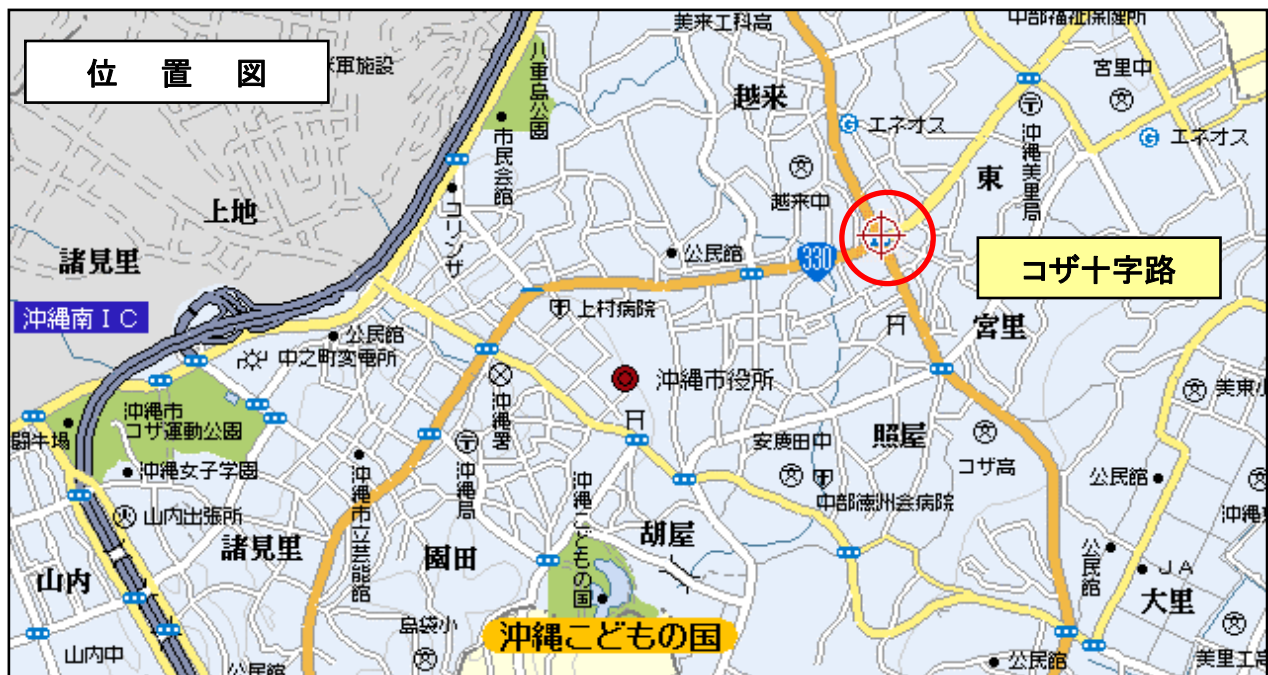 位置図
米軍施設
八重島公園
美来工科高
中部福祉保健所
宮里中
越来
エネオス
沖縄美里局
エネオス
市民会館
東
上地
コリンザ
越来中
諸見里
公民館
330
コザ十字路
沖縄南IC
公民館
上村病院
宮里
中之町変電所
沖縄市役所
沖縄市
コザ運動公園
沖縄署
美東小
闘牛場
安慶田中
照屋
コザ高
沖縄女子学園
沖縄局
公民館
中部徳洲会病院
山内出張所
沖縄市立芸能館
沖縄こどもの国
諸見里
園田
胡屋
公民館
JA
山内
大里
島袋小
沖縄こどもの国
山内中
公民館
公民館
美里工高